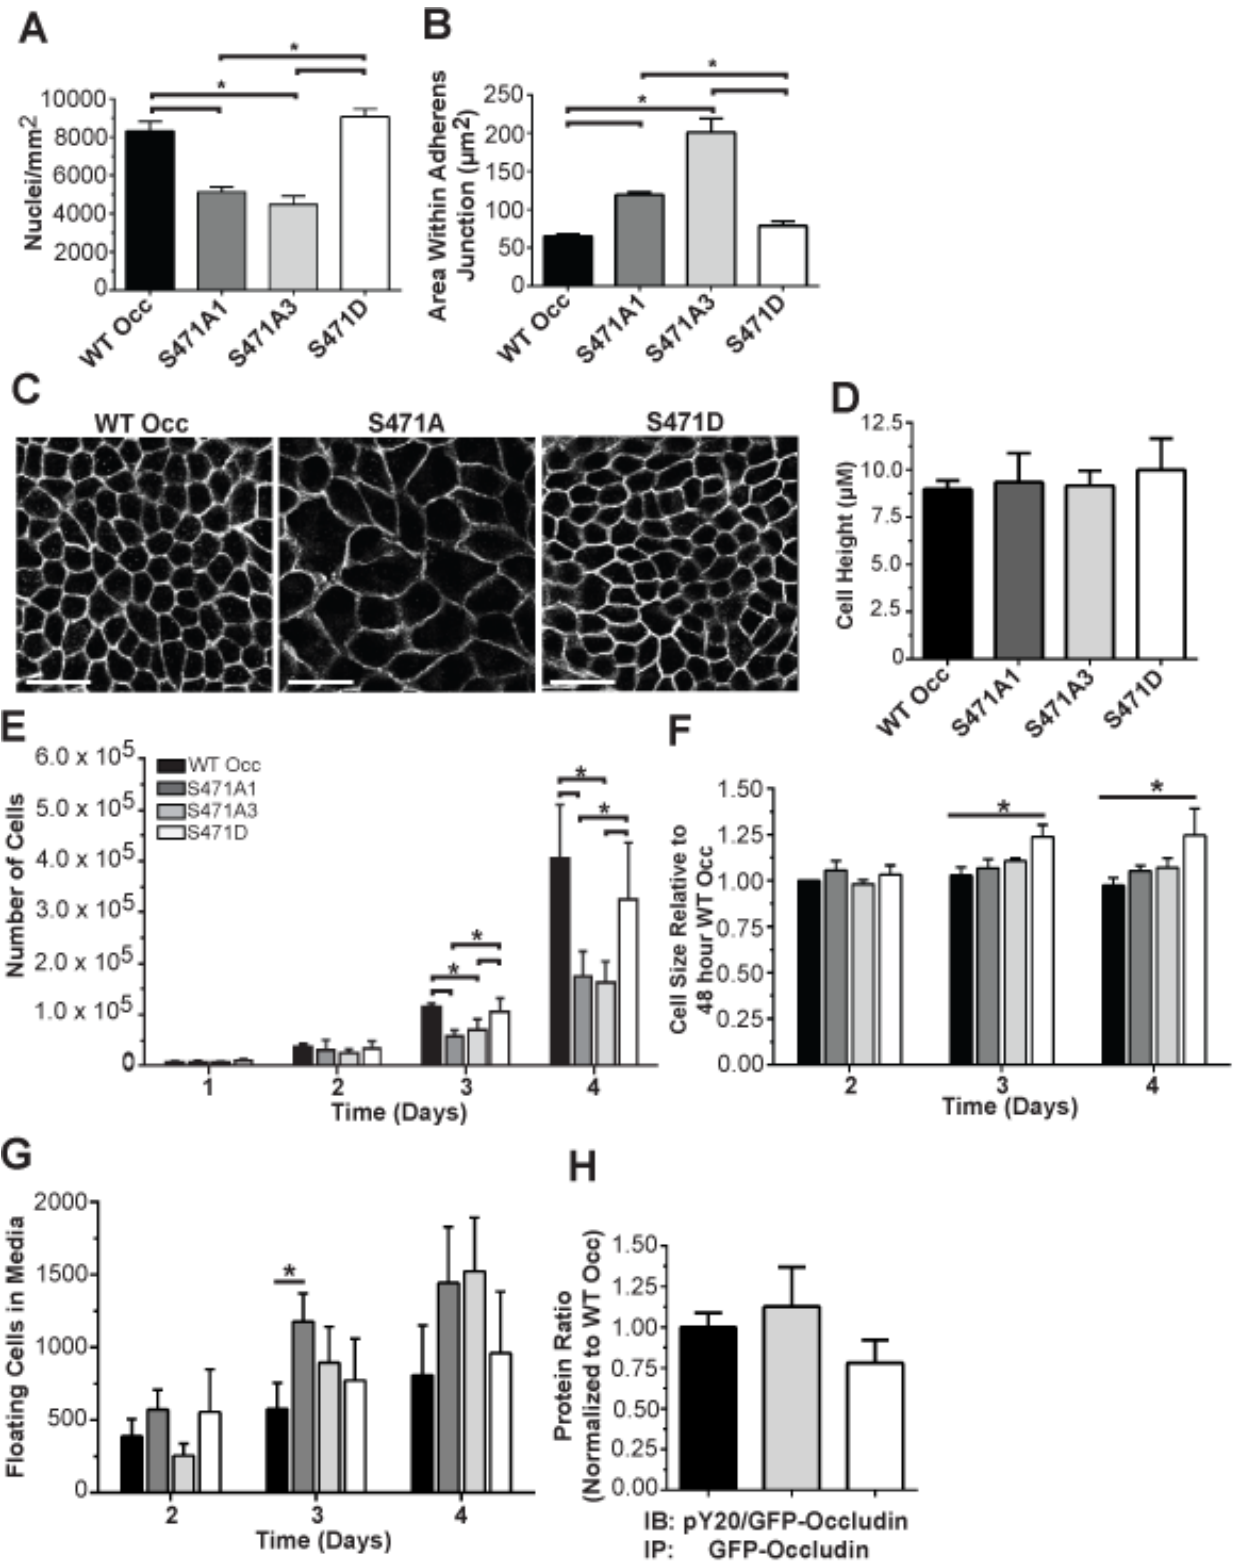 A
*
*
Nuclei/mm2
10000
8000
6000
4000
2000
0
WT Occ
S471A1
S471A3
S471D
B
*
*
Area Within Adherens
Junction (µm2)
250
200
150
100
50
0
WT Occ
S471A1
S471A3
S471D
C
WT Occ
S471A
S471D
D
Cell Height (µM)
12.5
10.0
7.5
5.0
2.5
0
WT Occ
S471A1
S471A3
S471D
E
Number of Cells
6.0 x 105
5.0 x 105
4.0 x 105
3.0 x 105
2.0 x 105
1.0 x 105
0
WT Occ
S471A1
S471A3
S471D
*
*
*
*
1
2
3
4
Time (Days)
F
Cell Size Relative to
48 hour WT Occ
1.50
1.25
1.00
0.75
0.50
0.25
0.00
*
*
2
3
4
Time (Days)
G
Floating Cells in Media
2000
1500
1000
500
0
*
2
3
4
Time (Days)
H
Protein Ratio
(Normalized to WT Occ)
1.50
1.25
1.00
0.75
0.50
0.25
0.00
IB: pY20/GFP-Occludin
IP: GFP-Occludin